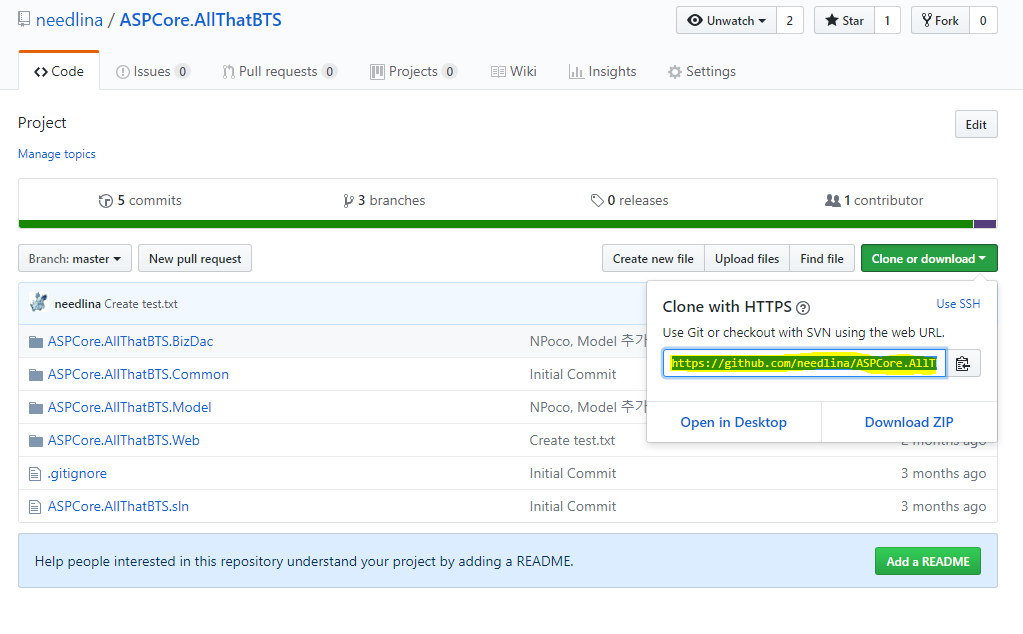 needlina / ASPCore.AllThatBTS
Unwatch 2 Star 1 Fork 0
Code Issues 0 Pull requests 0 Projects 0 Wiki Insights Settings
Project Edit
Manage topics
5 commits 3 branches 0 releases 1 contributor
Branch: master New pull request Create new file Upload files Find file Clone or download
needlina Create test.txt
Clone with HTTPS ? Use SSH
Use Git or checkout with SVN using the web URL.
https://github.com/needlina/ASPCore.AllT
Open in Desktop Download ZIP
ASPCore.AllThatBTS.BizDac NPoco, Model 추가
ASPCore.AllThatBTS.Common Initial Commit
ASPCore.AllThatBTS.Model NPoco, Model 추가
ASPCore.AllThatBTS.Web Create test.txt 2 months ago
.gitignore Initial Commit 3 months ago
ASPCore.AllThatBTS.sln Initial Commit 3 months ago
Help people interested in this repository understand your project by adding a README. Add a README